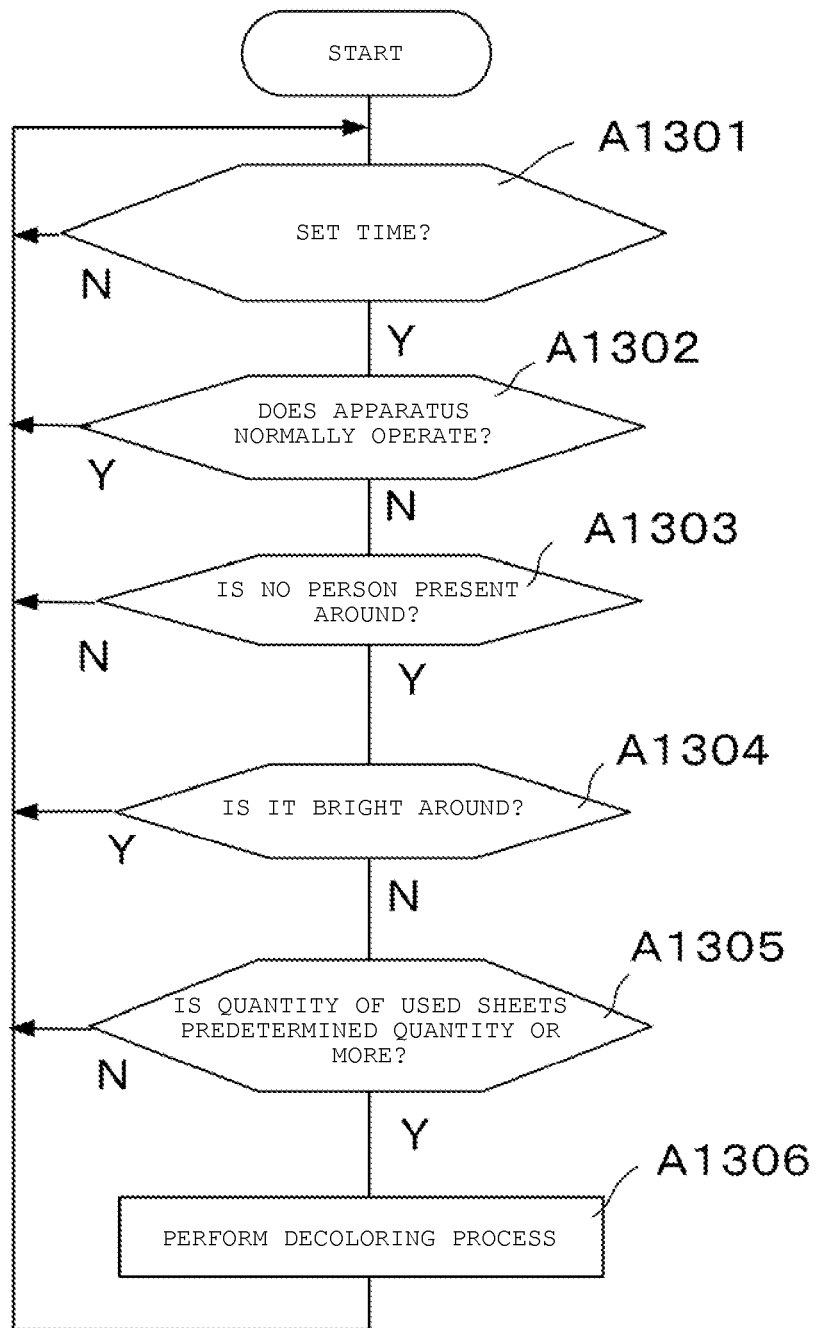 START
A1301
SET TIME?
N
Y
A1302
DOES APPARATUS
NORMALLY OPERATE?
Y
N
A1303
IS NO PERSON PRESENT
AROUND?
N
Y
A1304
IS IT BRIGHT AROUND?
Y
N
A1305
IS QUANTITY OF USED SHEETS
PREDETERMINED QUANTITY OR
MORE?
N
Y
A1306
PERFORM DECOLORING PROCESS